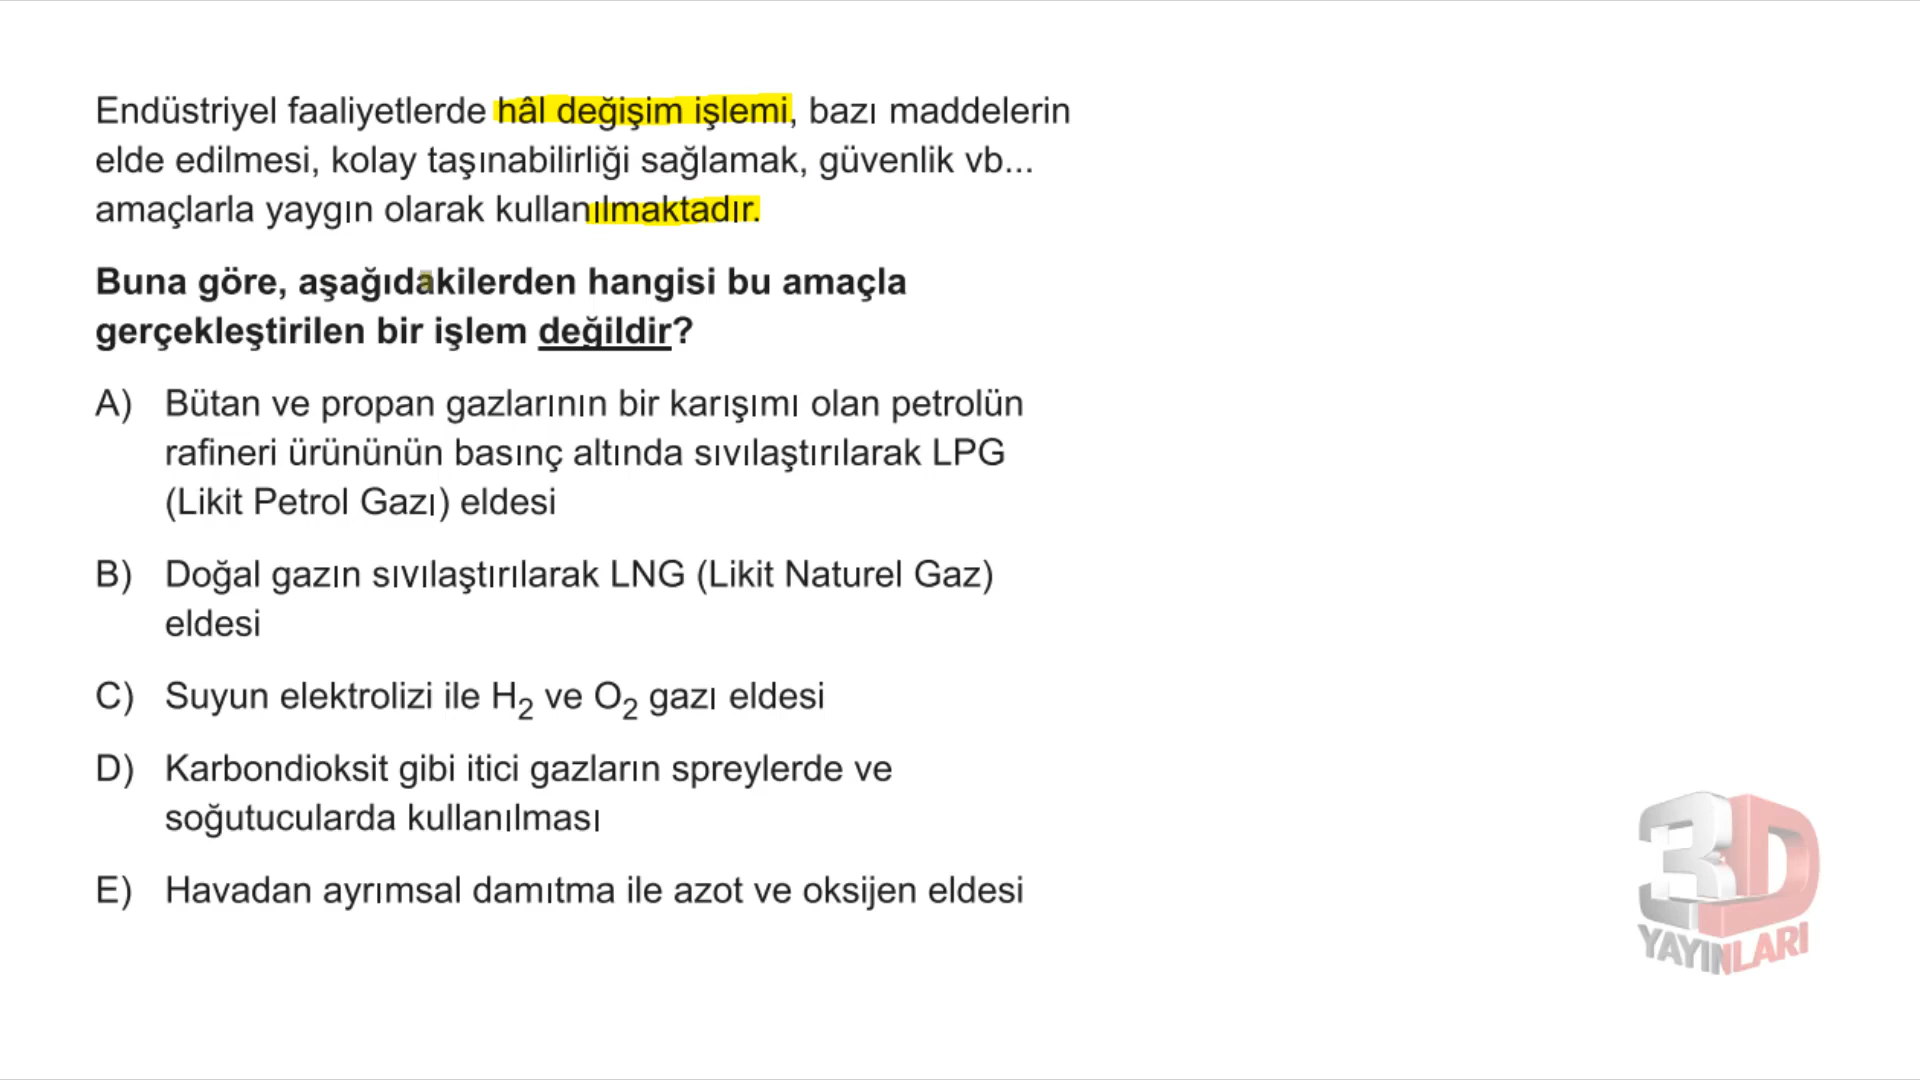 Endüstriyel faaliyetlerde hâl değişim işlemi, bazı maddelerin
elde edilmesi, kolay taşınabilirliği sağlamak, güvenlik vb...
amaçlarla yaygın olarak kullanılmaktadır.
Buna göre, aşağıdakilerden hangisi bu amaçla
gerçekleştirilen bir işlem değildir?
A) Bütan ve propan gazlarının bir karışımı olan petrolün
rafineri ürününün basınç altında sıvılaştırılarak LPG
(Likit Petrol Gazı) eldesi
B) Doğal gazın sıvılaştırılarak LNG (Likit Naturel Gaz)
eldesi
C) Suyun elektrolizi ile H₂ ve O₂ gazı eldesi
D) Karbondioksit gibi itici gazların spreylerde ve
soğutucularda kullanılması
E) Havadan ayrımsal damıtma ile azot ve oksijen eldesi
3D
YAYINLARI